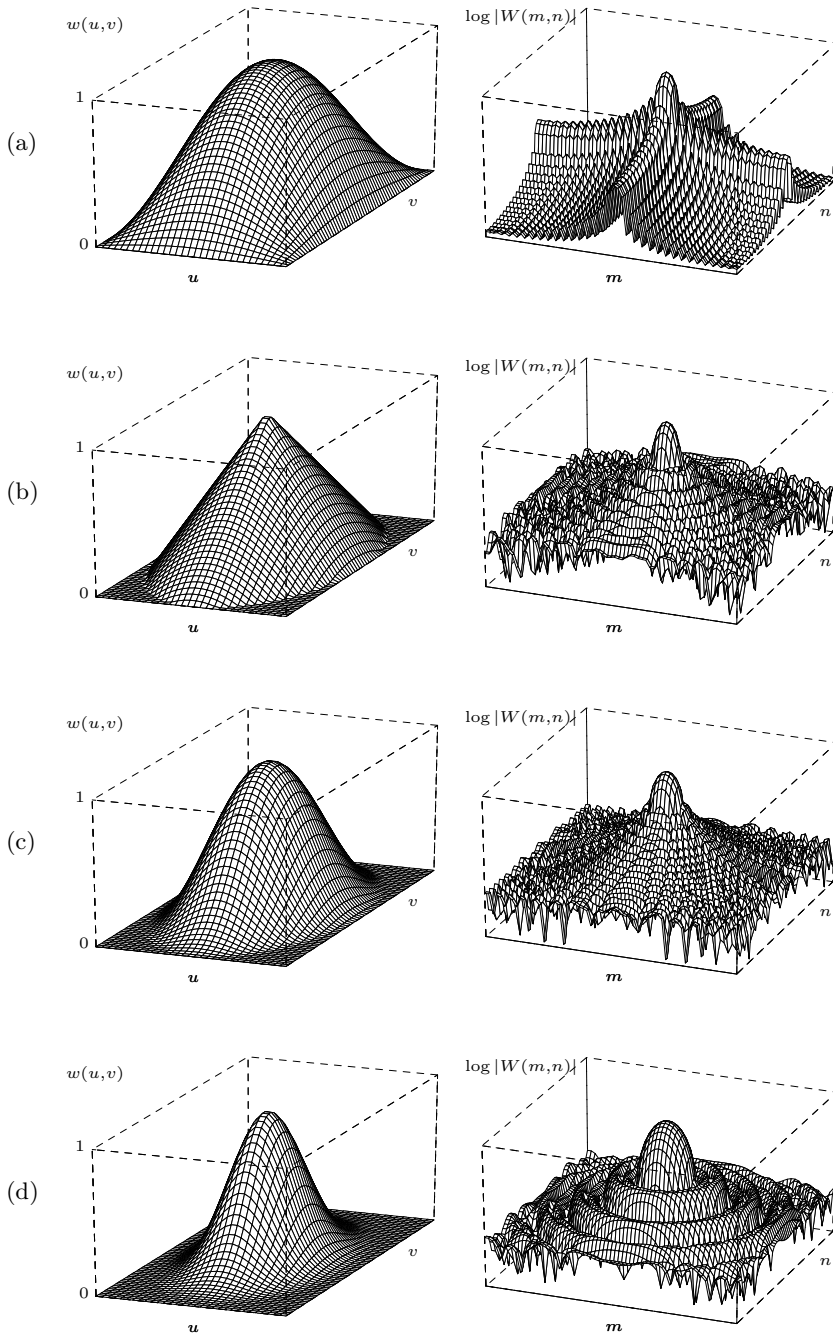 w(u,v)
log |W(m,n)|
1
(a)
v
n
0
u
m
w(u,v)
log |W(m,n)|
1
(b)
v
n
0
u
m
w(u,v)
log |W(m,n)|
1
(c)
v
n
0
u
m
w(u,v)
log |W(m,n)|
1
(d)
v
n
0
u
m